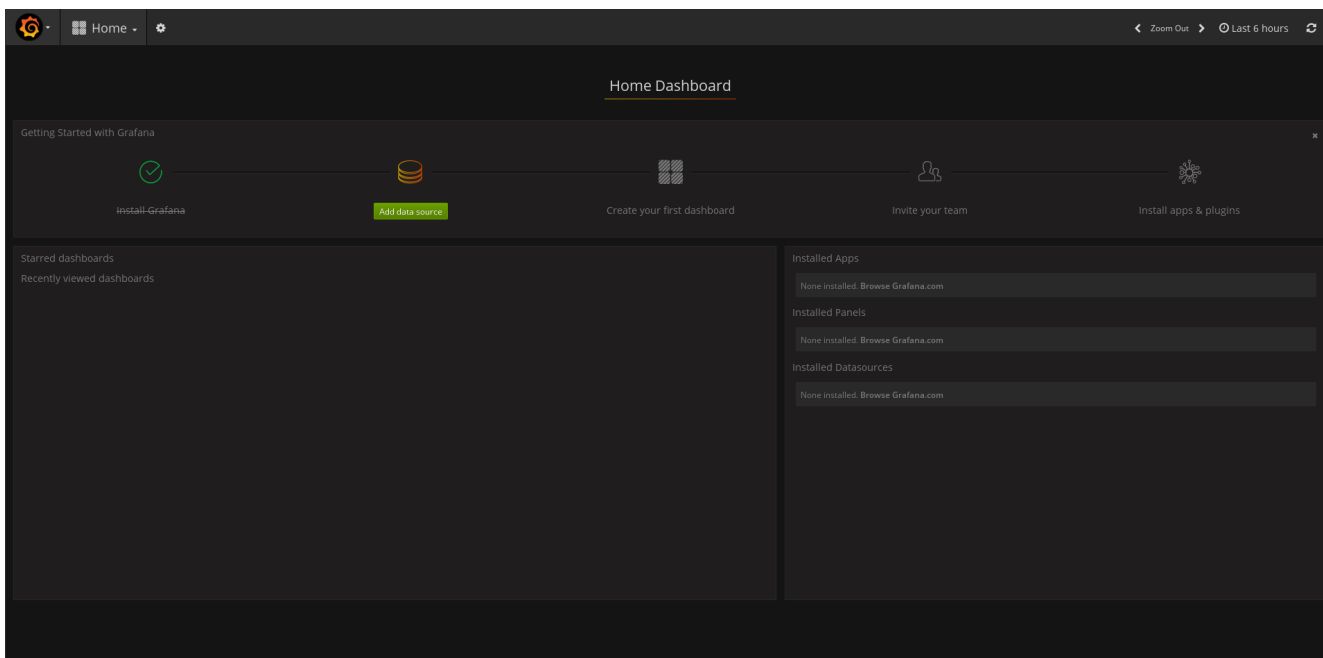 Home
Zoom Out
Last 6 hours
Home Dashboard
Getting Started with Grafana
Install Grafana
Add data source
Create your first dashboard
Invite your team
Install apps & plugins
Starred dashboards
Recently viewed dashboards
Installed Apps
None installed. Browse Grafana.com
Installed Panels
None installed. Browse Grafana.com
Installed Datasources
None installed. Browse Grafana.com